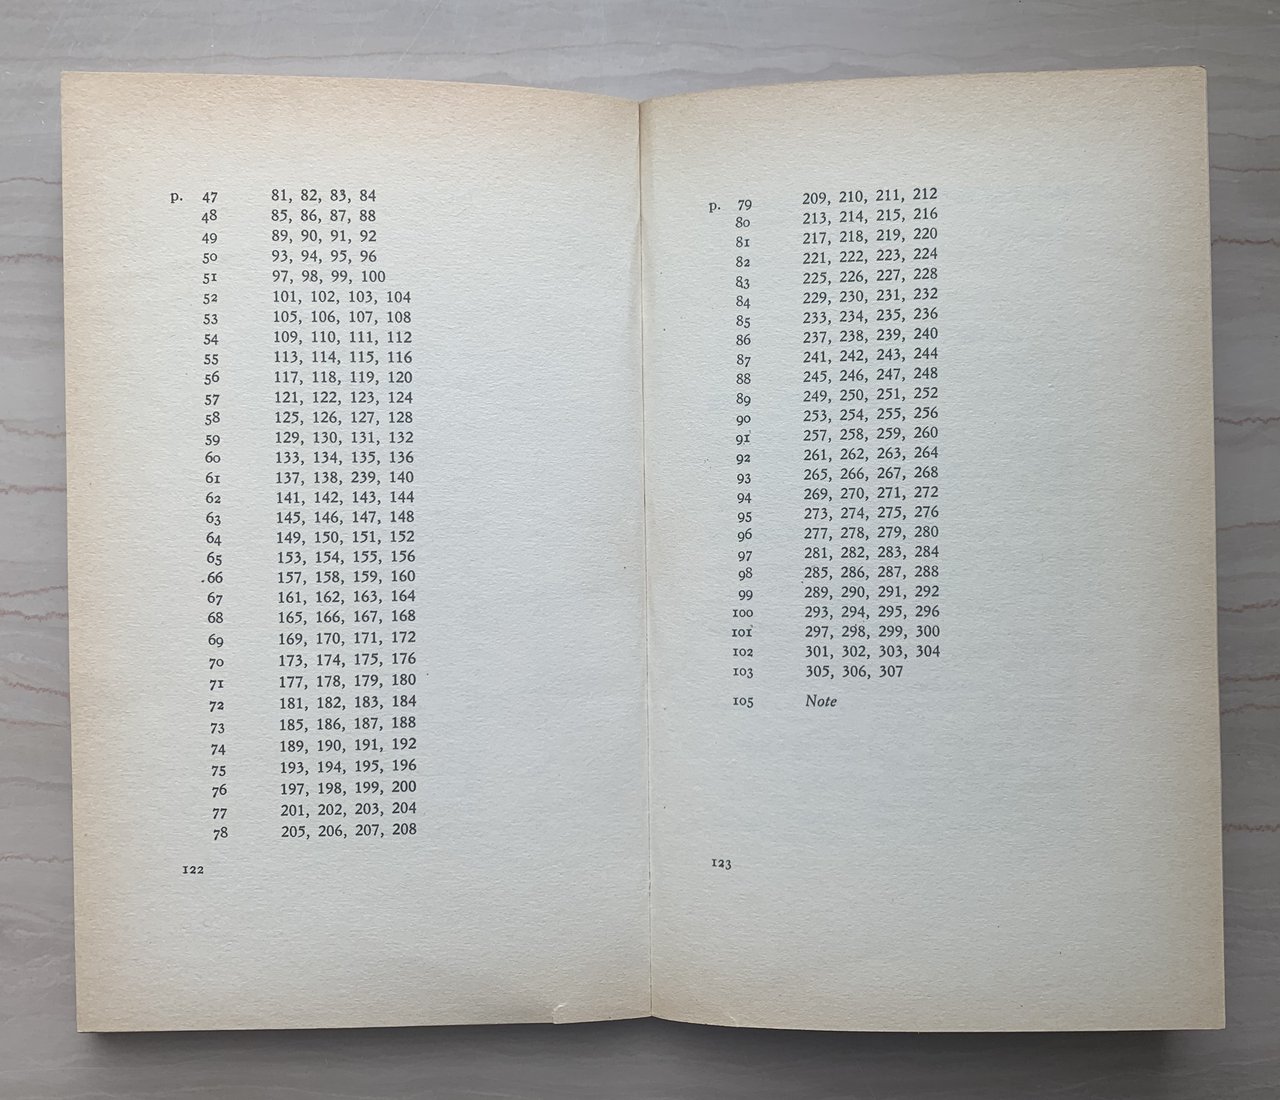 p. 47 81, 82, 83, 84
48 85, 86, 87, 88
49 89, 90, 91, 92
50 93, 94, 95, 96
51 97, 98, 99, 100
52 101, 102, 103, 104
53 105, 106, 107, 108
54 109, 110, 111, 112
55 113, 114, 115, 116
56 117, 118, 119, 120
57 121, 122, 123, 124
58 125, 126, 127, 128
59 129, 130, 131, 132
60 133, 134, 135, 136
61 137, 138, 239, 140
62 141, 142, 143, 144
63 145, 146, 147, 148
64 149, 150, 151, 152
65 153, 154, 155, 156
66 157, 158, 159, 160
67 161, 162, 163, 164
68 165, 166, 167, 168
69 169, 170, 171, 172
70 173, 174, 175, 176
71 177, 178, 179, 180
72 181, 182, 183, 184
73 185, 186, 187, 188
74 189, 190, 191, 192
75 193, 194, 195, 196
76 197, 198, 199, 200
77 201, 202, 203, 204
78 205, 206, 207, 208
122
p. 79 209, 210, 211, 212
80 213, 214, 215, 216
81 217, 218, 219, 220
82 221, 222, 223, 224
83 225, 226, 227, 228
84 229, 230, 231, 232
85 233, 234, 235, 236
86 237, 238, 239, 240
87 241, 242, 243, 244
88 245, 246, 247, 248
89 249, 250, 251, 252
90 253, 254, 255, 256
91 257, 258, 259, 260
92 261, 262, 263, 264
93 265, 266, 267, 268
94 269, 270, 271, 272
95 273, 274, 275, 276
96 277, 278, 279, 280
97 281, 282, 283, 284
98 285, 286, 287, 288
99 289, 290, 291, 292
100 293, 294, 295, 296
101 297, 298, 299, 300
102 301, 302, 303, 304
103 305, 306, 307
105 Note
123